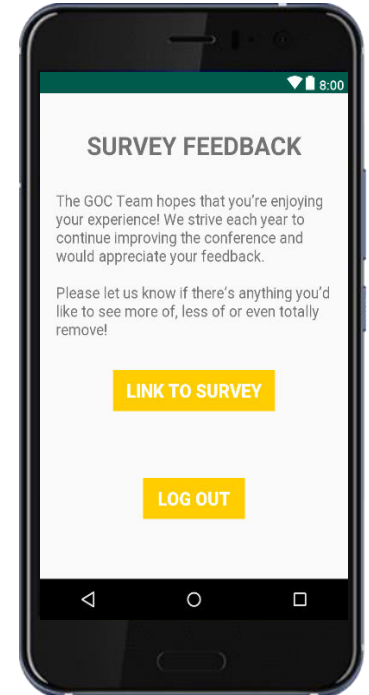 8:00
SURVEY FEEDBACK
The GOC Team hopes that you're enjoying
your experience! We strive each year to
continue improving the conference and
would appreciate your feedback.
Please let us know if there's anything you'd
like to see more of, less of or even totally
remove!
LINK TO SURVEY
LOG OUT